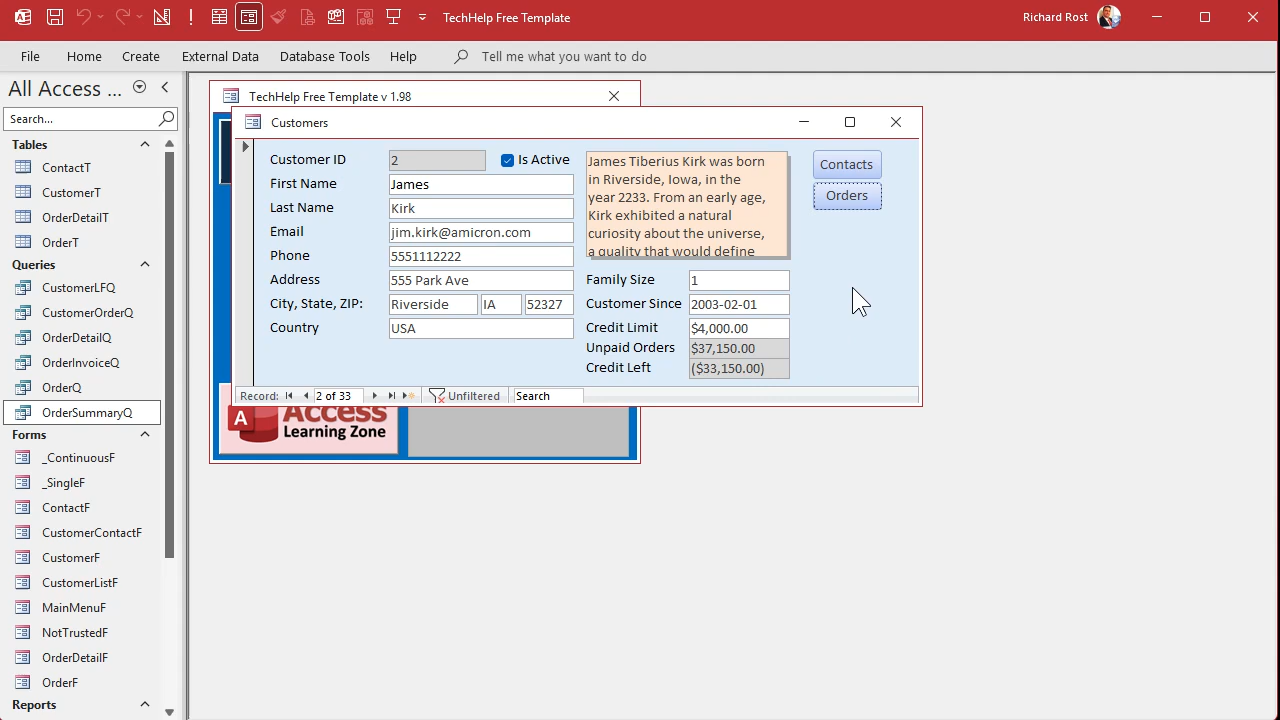 TechHelp Free Template
Richard Rost
File
Home
Create
External Data
Database Tools
Help
Tell me what you want to do
All Access ...
Search...
Tables
ContactT
CustomerT
OrderDetailT
OrderT
Queries
CustomerLFQ
CustomerOrderQ
OrderDetailQ
OrderInvoiceQ
OrderQ
OrderSummaryQ
Forms
_ContinuousF
_SingleF
ContactF
CustomerContactF
CustomerF
CustomerListF
MainMenuF
NotTrustedF
OrderDetailF
OrderF
Reports
TechHelp Free Template v 1.98
Customers
Customer ID 2
Is Active
First Name James
Last Name Kirk
Email jim.kirk@amicron.com
Phone 5551112222
Address 555 Park Ave
City, State, ZIP: Riverside IA 52327
Country USA
James Tiberius Kirk was born
in Riverside, Iowa, in the
year 2233. From an early age,
Kirk exhibited a natural
curiosity about the universe,
a quality that would define
Family Size 1
Customer Since 2003-02-01
Credit Limit $4,000.00
Unpaid Orders $37,150.00
Credit Left ($33,150.00)
Contacts
Orders
Record: 2 of 33 Unfiltered Search
A Access
Learning Zone